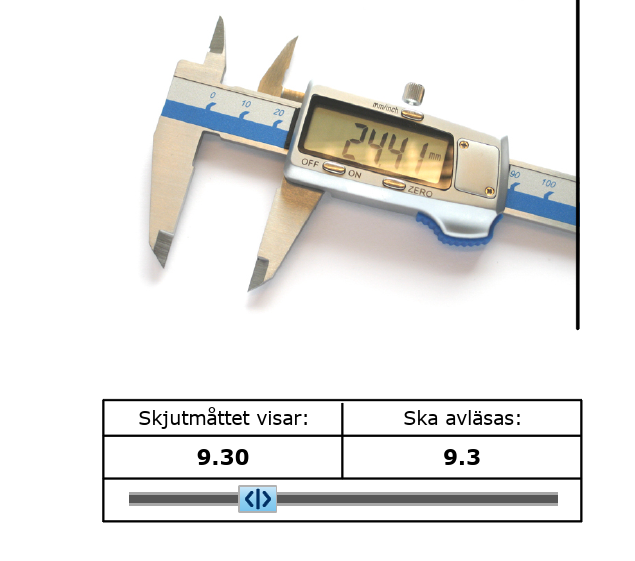 0 10 20
mm/inch
24.41 mm
OFF ON ZERO
90 100
Skjutmåttet visar: Ska avläsas:
9.30 9.3